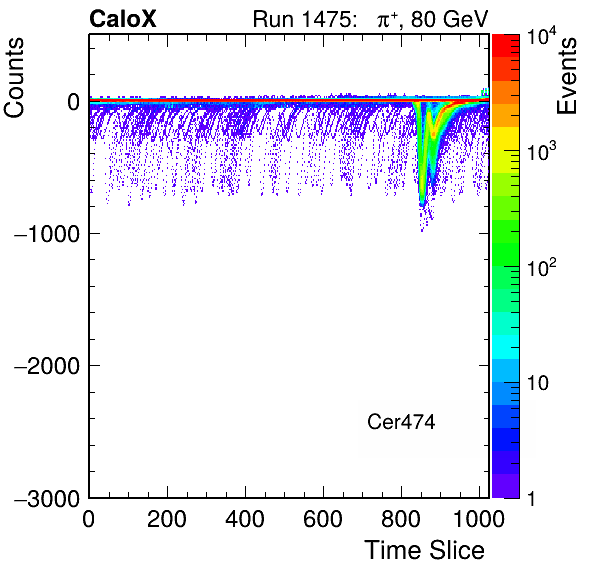 CaloX Run 1475: π⁺, 80 GeV
Counts
Events
0
−1000
−2000
−3000
0 200 400 600 800 1000
Time Slice
Cer474
10⁴
10³
10²
10
1